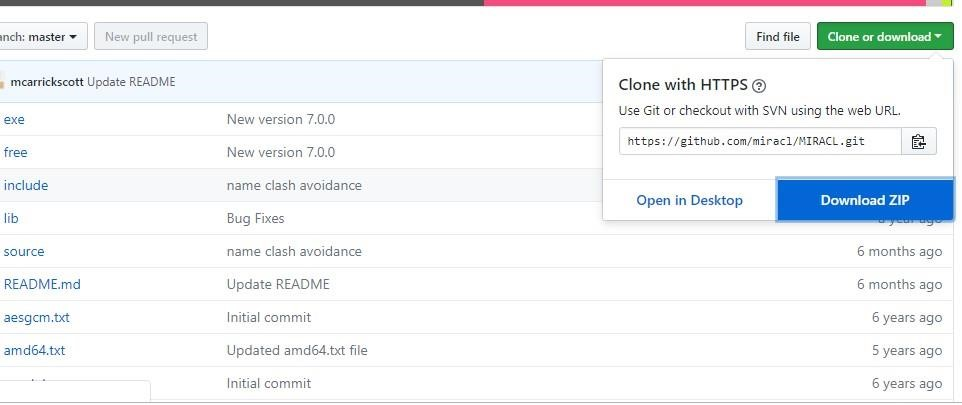 anch: master New pull request Find file Clone or download
mcarrickscott Update README
Clone with HTTPS
Use Git or checkout with SVN using the web URL.
https://github.com/miracl/MIRACL.git
Open in Desktop Download ZIP
exe New version 7.0.0
free New version 7.0.0
include name clash avoidance
lib Bug Fixes a year ago
source name clash avoidance 6 months ago
README.md Update README 6 months ago
aesgcm.txt Initial commit 6 years ago
amd64.txt Updated amd64.txt file 5 years ago
Initial commit 6 years ago